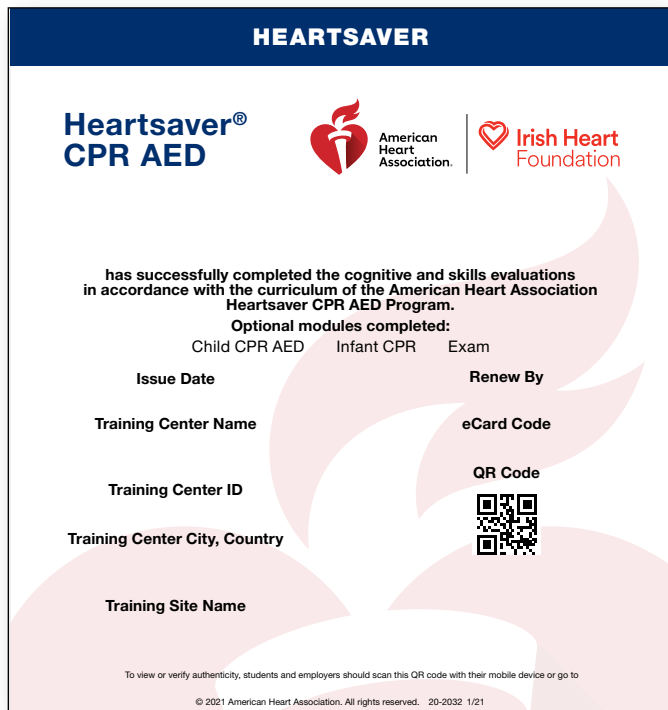 HEARTSAVER
Heartsaver®
CPR AED
American
Heart
Association.
Irish Heart
Foundation
has successfully completed the cognitive and skills evaluations
in accordance with the curriculum of the American Heart Association
Heartsaver CPR AED Program.
Optional modules completed:
Child CPR AED Infant CPR Exam
Issue Date
Renew By
Training Center Name
eCard Code
QR Code
Training Center ID
Training Center City, Country
Training Site Name
To view or verify authenticity, students and employers should scan this QR code with their mobile device or go to
© 2021 American Heart Association. All rights reserved. 20-2032 1/21